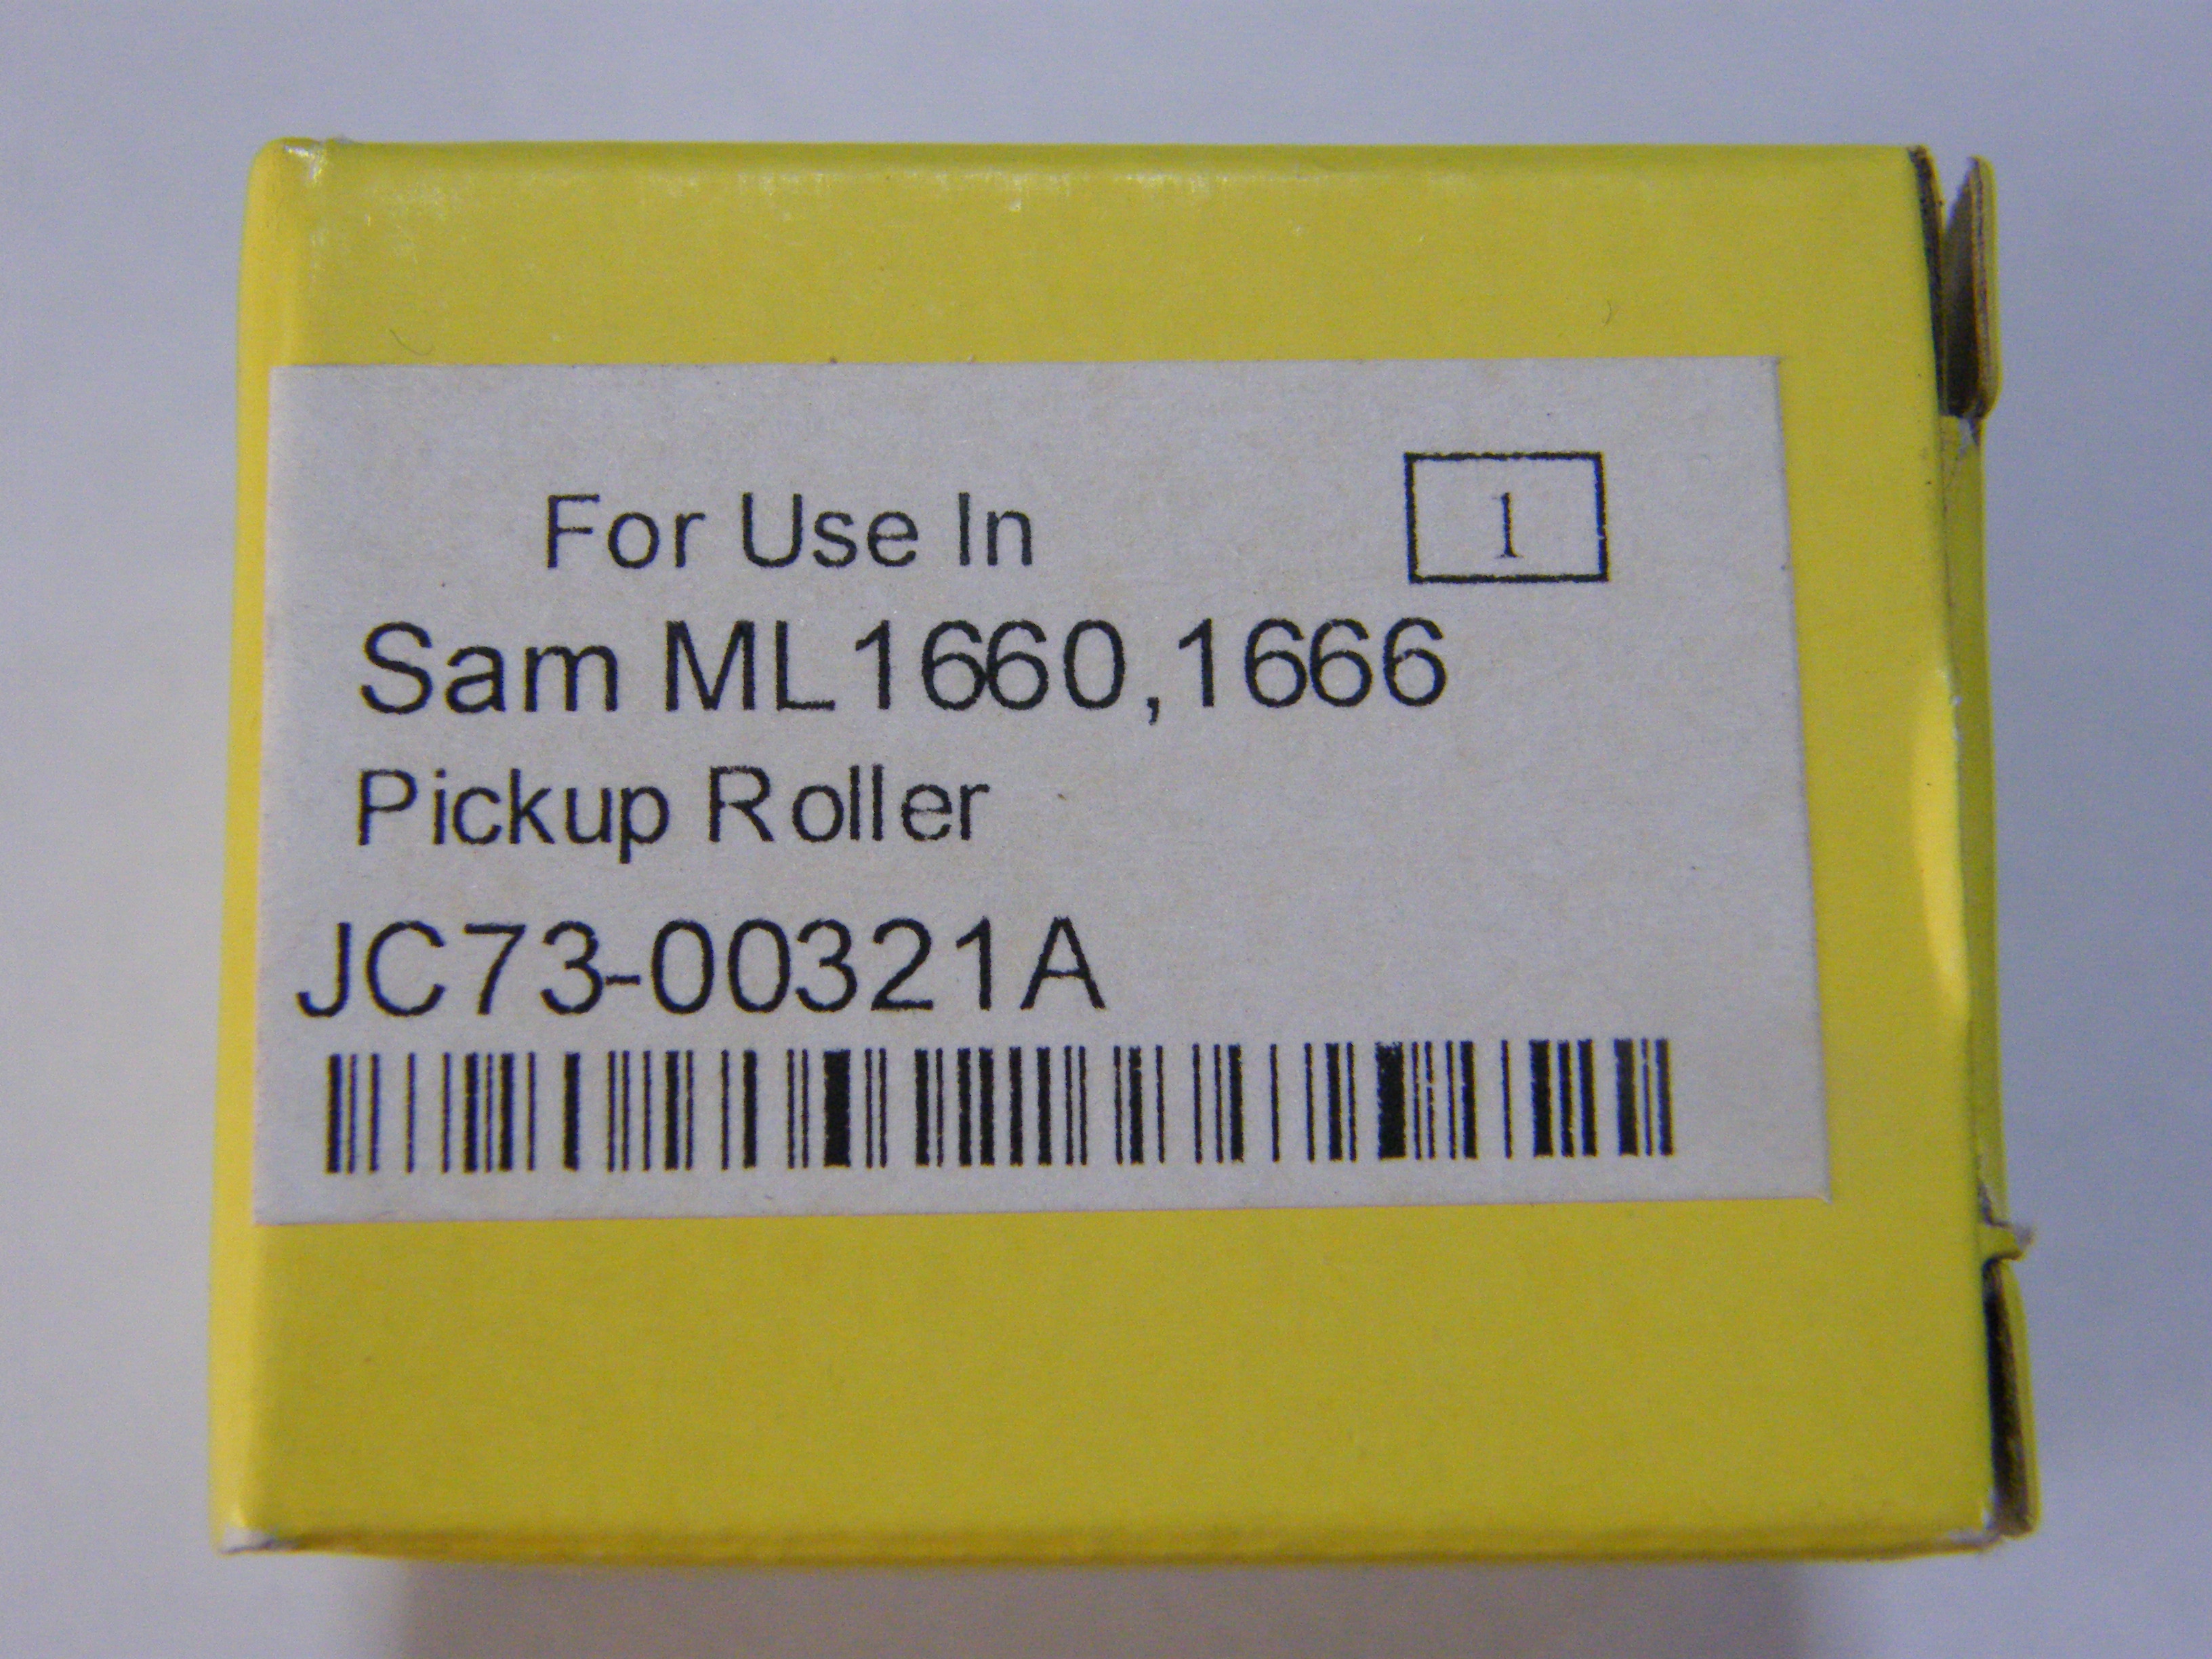 For Use In
1
Sam ML1660,1666
Pickup Roller
JC73-00321A